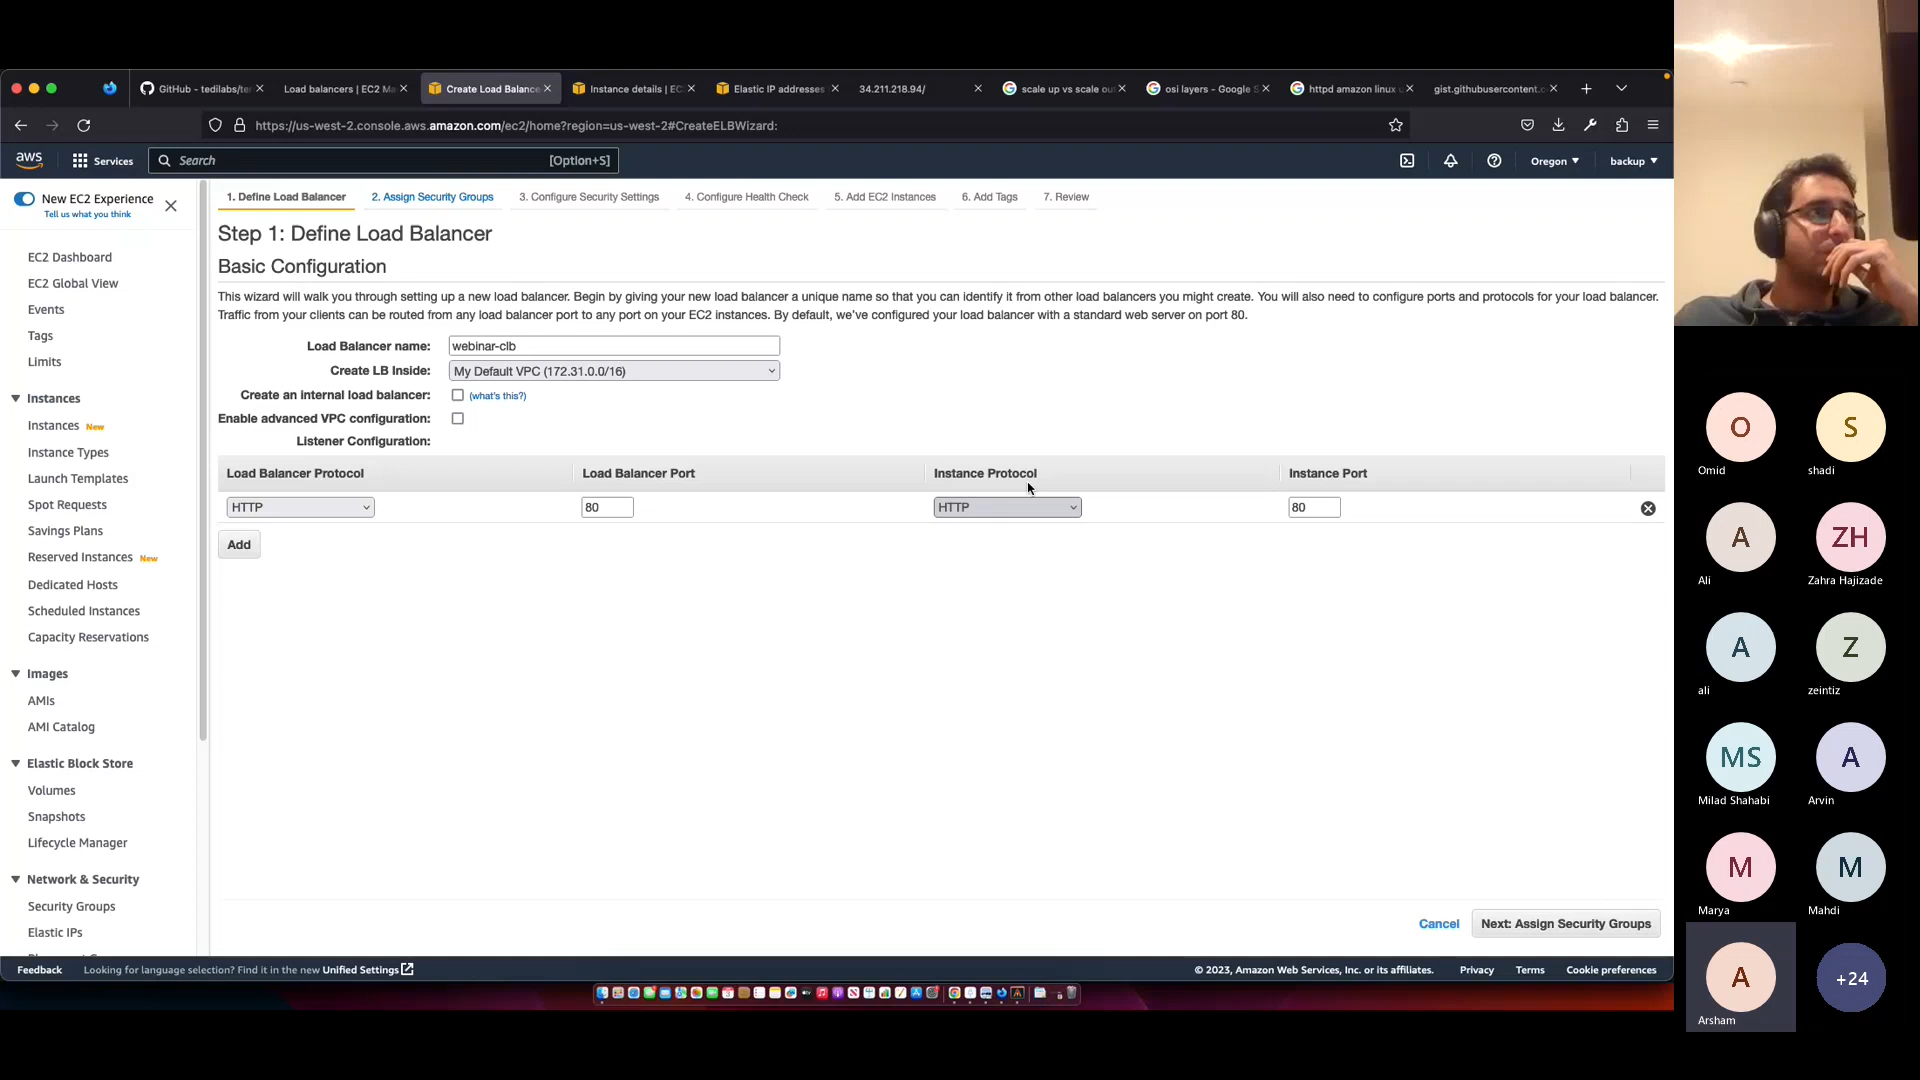 GitHub - tedilabs/te
Load balancers | EC2 Ma
Create Load Balance
Instance details | EC
Elastic IP addresses
34.211.218.94/
scale up vs scale ou
osi layers - Google S
httpd amazon linux u
gist.githubusercontent.c
https://us-west-2.console.aws.amazon.com/ec2/home?region=us-west-2#CreateELBWizard:
aws
Services
Search
[Option+S]
Oregon
backup
New EC2 Experience
Tell us what you think
EC2 Dashboard
EC2 Global View
Events
Tags
Limits
Instances
Instances New
Instance Types
Launch Templates
Spot Requests
Savings Plans
Reserved Instances New
Dedicated Hosts
Scheduled Instances
Capacity Reservations
Images
AMIs
AMI Catalog
Elastic Block Store
Volumes
Snapshots
Lifecycle Manager
Network & Security
Security Groups
Elastic IPs
1. Define Load Balancer
2. Assign Security Groups
3. Configure Security Settings
4. Configure Health Check
5. Add EC2 Instances
6. Add Tags
7. Review
Step 1: Define Load Balancer
Basic Configuration
This wizard will walk you through setting up a new load balancer. Begin by giving your new load balancer a unique name so that you can identify it from other load balancers you might create. You will also need to configure ports and protocols for your load balancer.
Traffic from your clients can be routed from any load balancer port to any port on your EC2 instances. By default, we've configured your load balancer with a standard web server on port 80.
Load Balancer name: webinar-clb
Create LB Inside: My Default VPC (172.31.0.0/16)
Create an internal load balancer: (what's this?)
Enable advanced VPC configuration:
Listener Configuration:
Load Balancer Protocol
Load Balancer Port
Instance Protocol
Instance Port
HTTP
80
HTTP
80
Add
Cancel
Next: Assign Security Groups
Feedback
Looking for language selection? Find it in the new Unified Settings
© 2023, Amazon Web Services, Inc. or its affiliates.
Privacy
Terms
Cookie preferences
O
Omid
S
shadi
A
Ali
ZH
Zahra Hajizade
A
ali
Z
zeintiz
MS
Milad Shahabi
A
Arvin
M
Marya
M
Mahdi
A
Arsham
+24